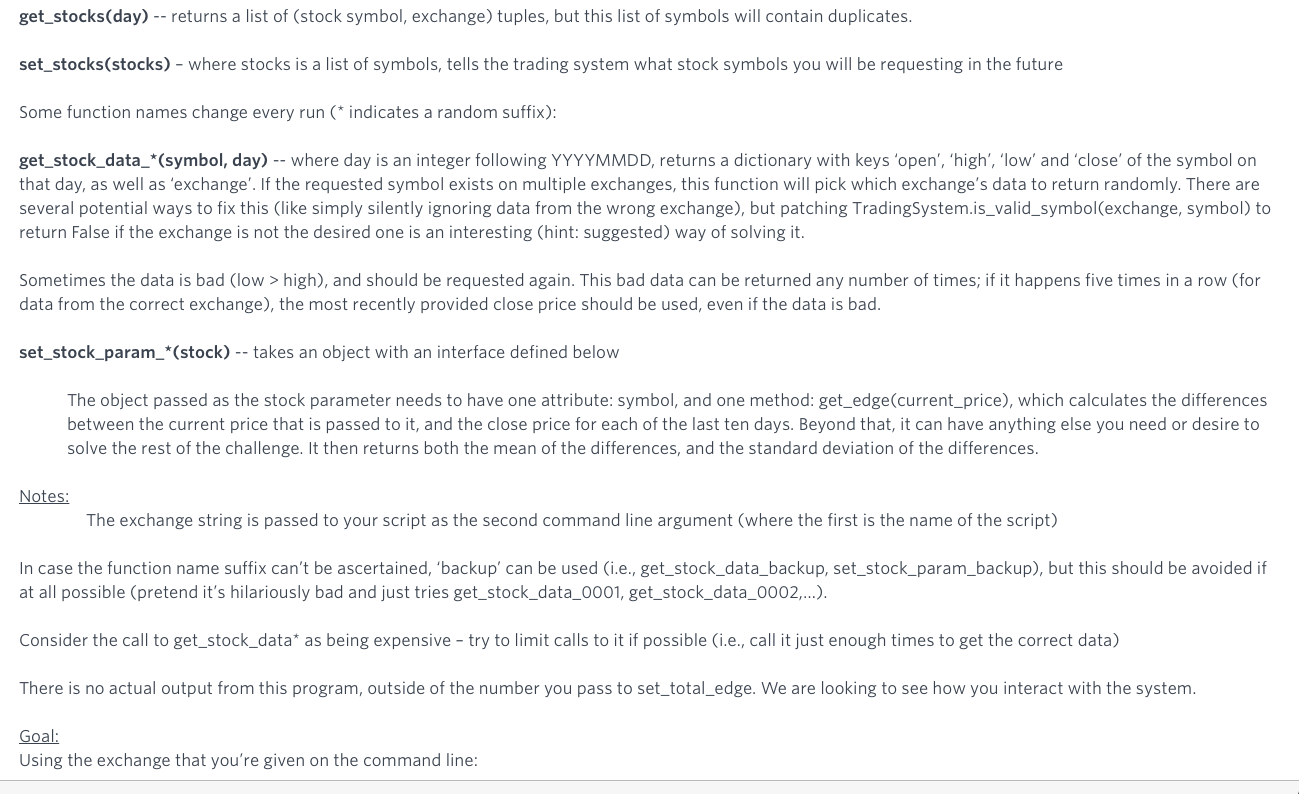 get_stocks(day) -- returns a list of (stock symbol, exchange) tuples, but this list of symbols will contain duplicates.
set_stocks(stocks) – where stocks is a list of symbols, tells the trading system what stock symbols you will be requesting in the future
Some function names change every run (* indicates a random suffix):
get_stock_data_*(symbol, day) -- where day is an integer following YYYYMMDD, returns a dictionary with keys ‘open’, ‘high’, ‘low’ and ‘close’ of the symbol on
that day, as well as ‘exchange’. If the requested symbol exists on multiple exchanges, this function will pick which exchange’s data to return randomly. There are
several potential ways to fix this (like simply silently ignoring data from the wrong exchange), but patching TradingSystem.is_valid_symbol(exchange, symbol) to
return False if the exchange is not the desired one is an interesting (hint: suggested) way of solving it.
Sometimes the data is bad (low > high), and should be requested again. This bad data can be returned any number of times; if it happens five times in a row (for
data from the correct exchange), the most recently provided close price should be used, even if the data is bad.
set_stock_param_*(stock) -- takes an object with an interface defined below
The object passed as the stock parameter needs to have one attribute: symbol, and one method: get_edge(current_price), which calculates the differences
between the current price that is passed to it, and the close price for each of the last ten days. Beyond that, it can have anything else you need or desire to
solve the rest of the challenge. It then returns both the mean of the differences, and the standard deviation of the differences.
Notes:
The exchange string is passed to your script as the second command line argument (where the first is the name of the script)
In case the function name suffix can’t be ascertained, ‘backup’ can be used (i.e., get_stock_data_backup, set_stock_param_backup), but this should be avoided if
at all possible (pretend it’s hilariously bad and just tries get_stock_data_0001, get_stock_data_0002,...).
Consider the call to get_stock_data* as being expensive – try to limit calls to it if possible (i.e., call it just enough times to get the correct data)
There is no actual output from this program, outside of the number you pass to set_total_edge. We are looking to see how you interact with the system.
Goal:
Using the exchange that you’re given on the command line: